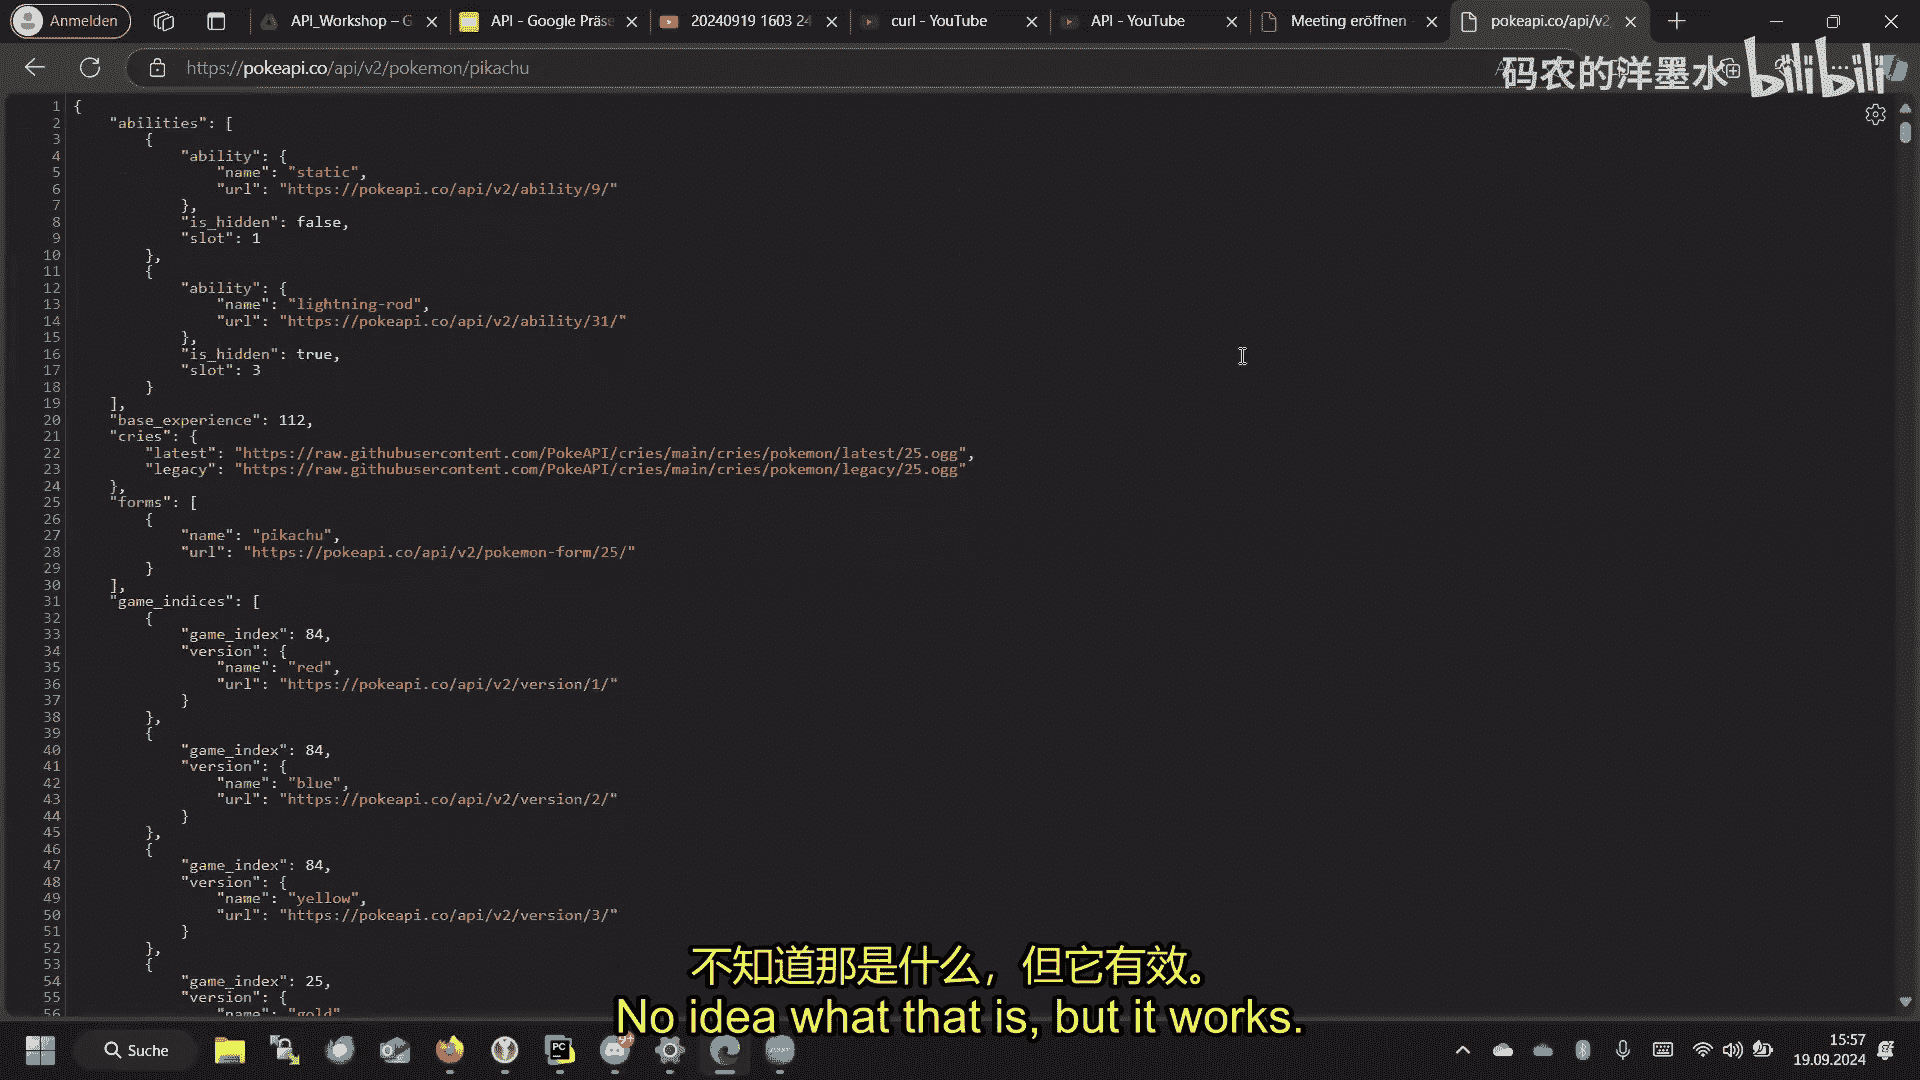 Anmelden
API_Workshop – G
API - Google Präse
20240919 1603 24
curl - YouTube
API - YouTube
Meeting eröffnen
pokeapi.co/api/v2
https://pokeapi.co/api/v2/pokemon/pikachu
码农的洋墨水 bilibili
1 {
2 "abilities": [
3 {
4 "ability": {
5 "name": "static",
6 "url": "https://pokeapi.co/api/v2/ability/9/"
7 },
8 "is_hidden": false,
9 "slot": 1
10 },
11 {
12 "ability": {
13 "name": "lightning-rod",
14 "url": "https://pokeapi.co/api/v2/ability/31/"
15 },
16 "is_hidden": true,
17 "slot": 3
18 }
19 ],
20 "base_experience": 112,
21 "cries": {
22 "latest": "https://raw.githubusercontent.com/PokeAPI/cries/main/cries/pokemon/latest/25.ogg",
23 "legacy": "https://raw.githubusercontent.com/PokeAPI/cries/main/cries/pokemon/legacy/25.ogg"
24 },
25 "forms": [
26 {
27 "name": "pikachu",
28 "url": "https://pokeapi.co/api/v2/pokemon-form/25/"
29 }
30 ],
31 "game_indices": [
32 {
33 "game_index": 84,
34 "version": {
35 "name": "red",
36 "url": "https://pokeapi.co/api/v2/version/1/"
37 }
38 },
39 {
40 "game_index": 84,
41 "version": {
42 "name": "blue",
43 "url": "https://pokeapi.co/api/v2/version/2/"
44 }
45 },
46 {
47 "game_index": 84,
48 "version": {
49 "name": "yellow",
50 "url": "https://pokeapi.co/api/v2/version/3/"
51 }
52 },
53 {
54 "game_index": 25,
55 "version": {
56 "name": "gold"
不知道那是什么，但它有效。
No idea what that is, but it works.
Suche
PC
9+
15:57
19.09.2024